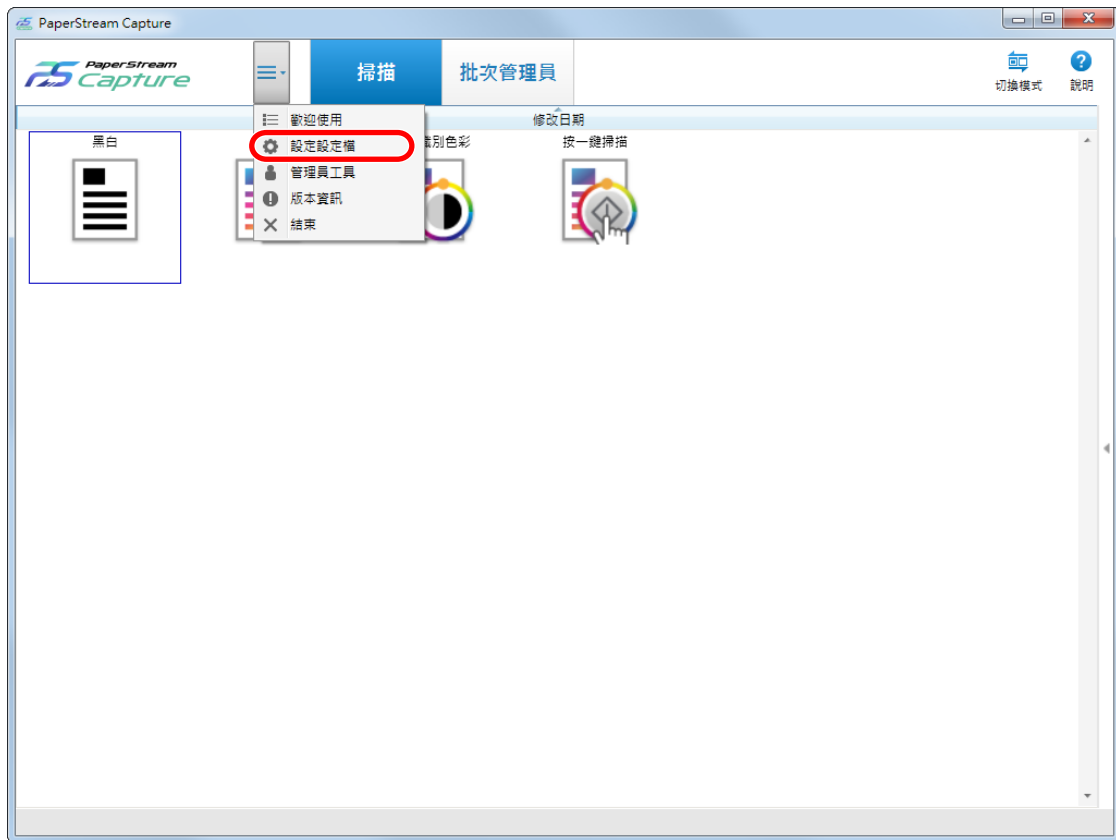 PaperStream Capture
PaperStream
Capture
掃描
批次管理員
切換模式
說明
修改日期
歡迎使用
設定設定檔
管理員工具
版本資訊
結束
黑白
識別色彩
按一鍵掃描